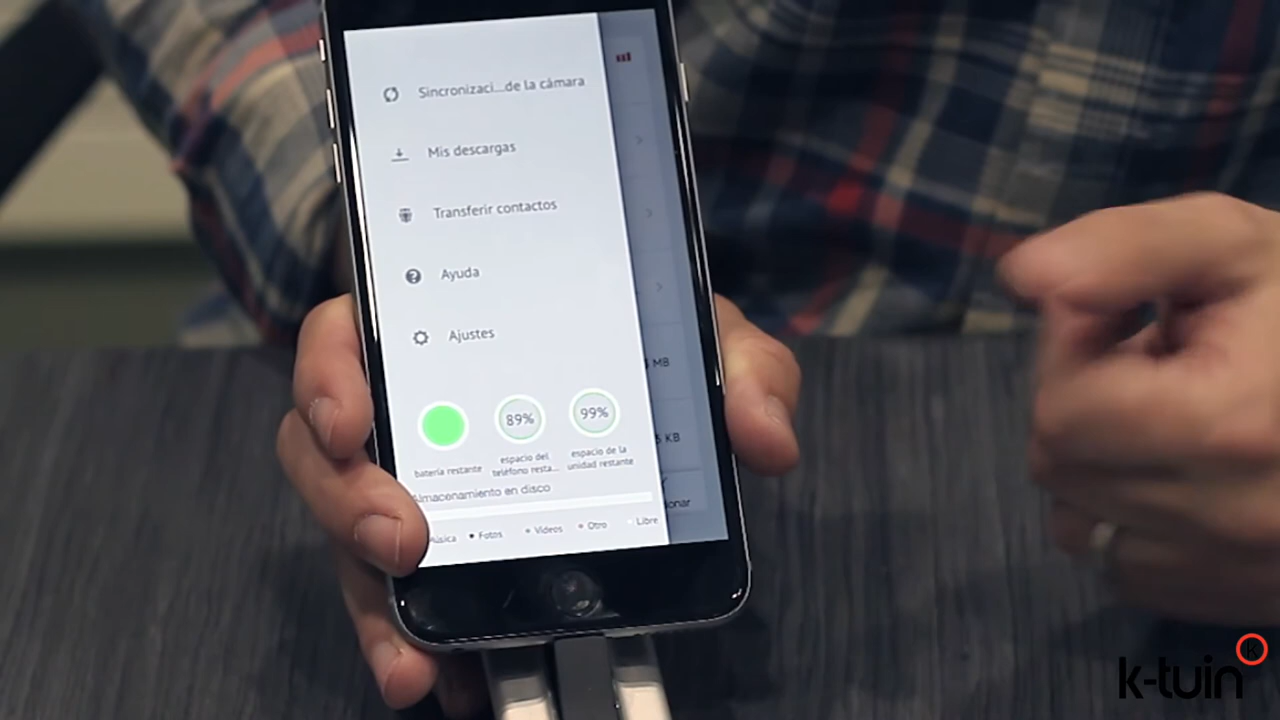 Sincronizaci...de la cámara
Mis descargas
Transferir contactos
Ayuda
Ajustes
MB
KB
89%
99%
batería restante
espacio del
teléfono resta...
espacio de la
unidad restante
Almacenamiento en disco
Música
Fotos
Videos
Otro
Libre
k-tuin
K